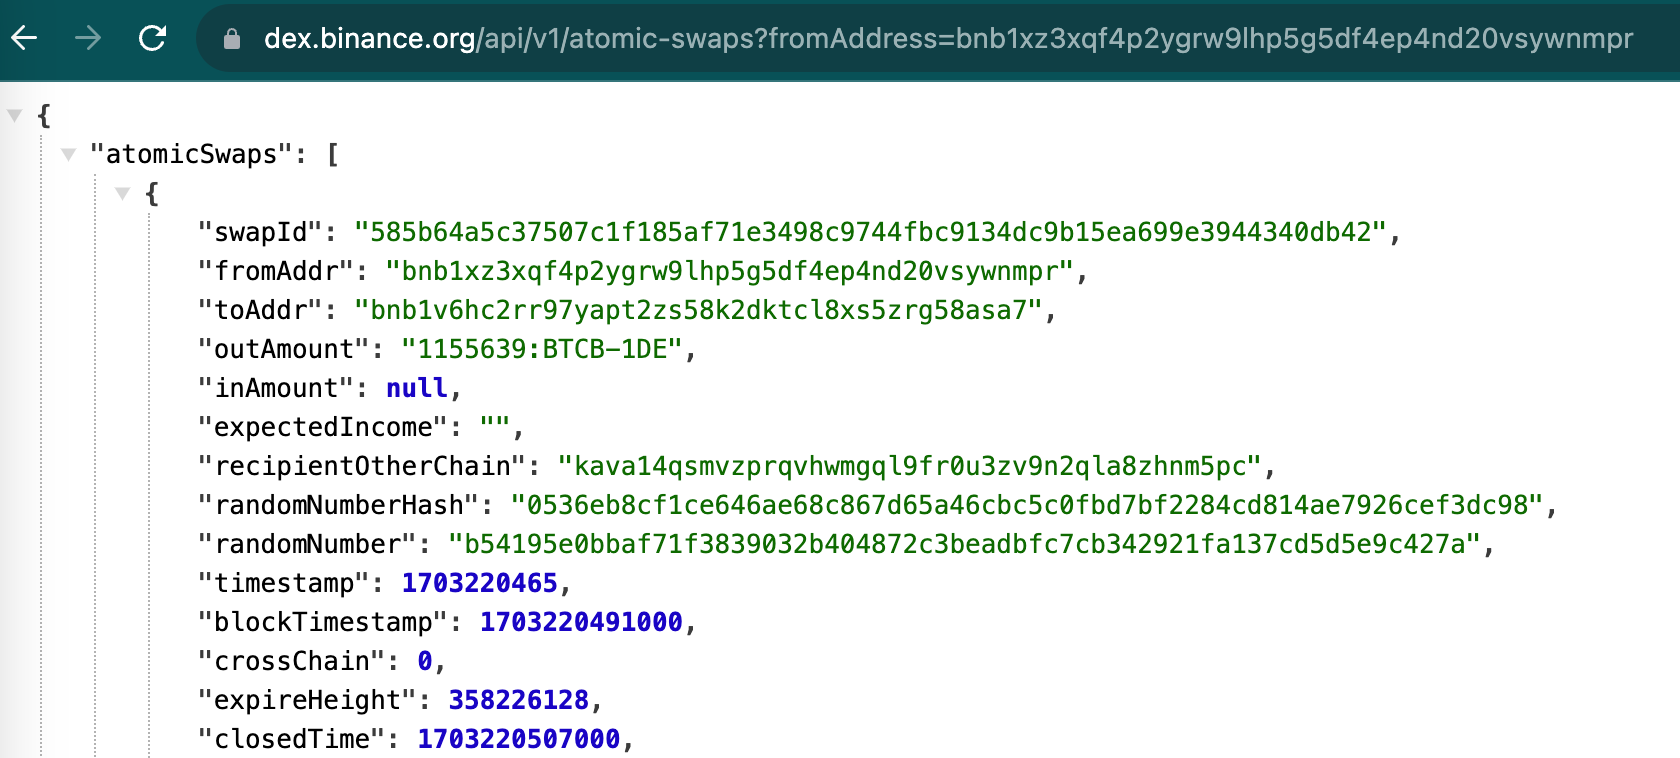 dex.binance.org/api/v1/atomic-swaps?fromAddress=bnb1xz3xqf4p2ygrw9lhp5g5df4ep4nd20vsywnmpr
{
"atomicSwaps": [
{
"swapId": "585b64a5c37507c1f185af71e3498c9744fbc9134dc9b15ea699e3944340db42",
"fromAddr": "bnb1xz3xqf4p2ygrw9lhp5g5df4ep4nd20vsywnmpr",
"toAddr": "bnb1v6hc2rr97yapt2zs58k2dktcl8xs5zrg58asa7",
"outAmount": "1155639:BTCB-1DE",
"inAmount": null,
"expectedIncome": "",
"recipientOtherChain": "kava14qsmvzprqvhwmgql9fr0u3zv9n2qla8zhnm5pc",
"randomNumberHash": "0536eb8cf1ce646ae68c867d65a46cbc5c0fbd7bf2284cd814ae7926cef3dc98",
"randomNumber": "b54195e0bbaf71f3839032b404872c3beadbfc7cb342921fa137cd5d5e9c427a",
"timestamp": 1703220465,
"blockTimestamp": 1703220491000,
"crossChain": 0,
"expireHeight": 358226128,
"closedTime": 1703220507000,